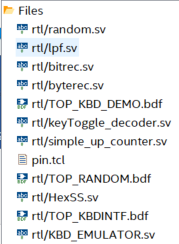 Files
rtl/random.sv
rtl/lpf.sv
rtl/bitrec.sv
rtl/byterec.sv
rtl/TOP_KBD_DEMO.bdf
rtl/keyToggle_decoder.sv
rtl/simple_up_counter.sv
pin.tcl
rtl/TOP_RANDOM.bdf
rtl/HexSS.sv
rtl/TOP_KBDINTF.bdf
rtl/KBD_EMULATOR.sv